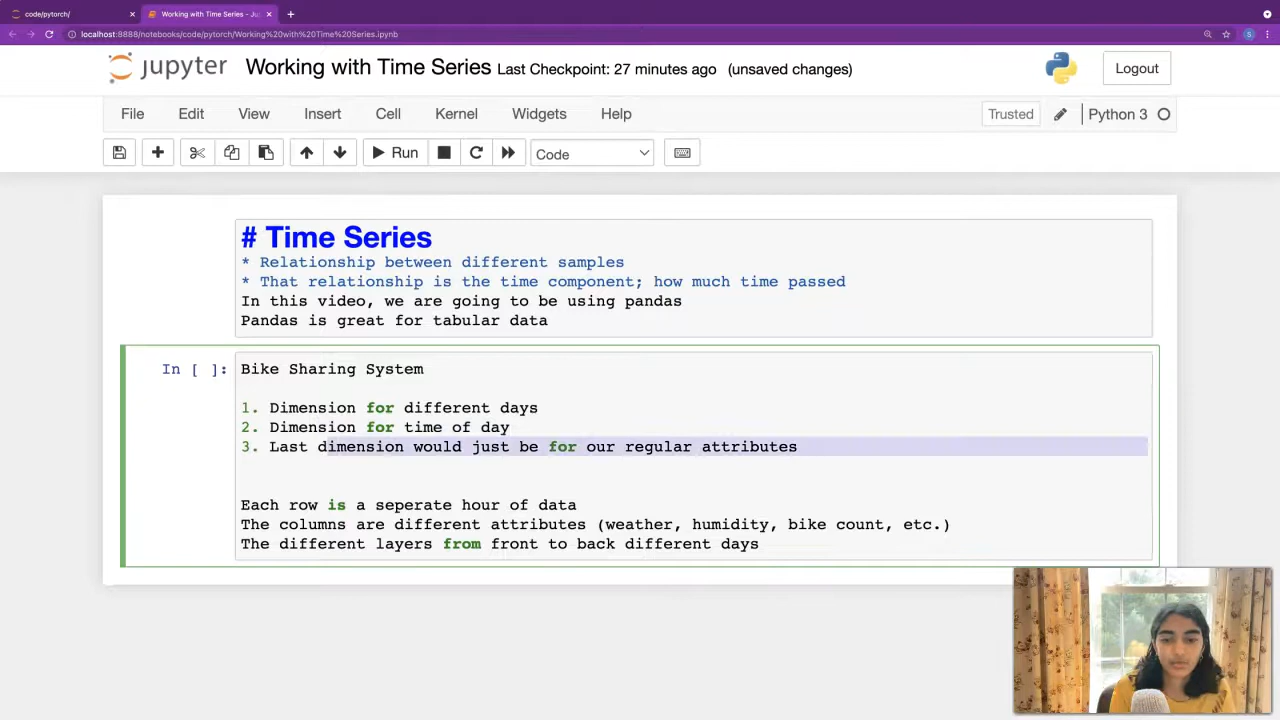 code/pytorch/
Working with Time Series - Ju
localhost:8888/notebooks/code/pytorch/Working%20with%20Time%20Series.ipynb
S
jupyter Working with Time Series Last Checkpoint: 27 minutes ago (unsaved changes)
Logout
File Edit View Insert Cell Kernel Widgets Help
Trusted Python 3
Run Code
# Time Series
* Relationship between different samples
* That relationship is the time component; how much time passed
In this video, we are going to be using pandas
Pandas is great for tabular data
In [ ]: Bike Sharing System
1. Dimension for different days
2. Dimension for time of day
3. Last dimension would just be for our regular attributes
Each row is a seperate hour of data
The columns are different attributes (weather, humidity, bike count, etc.)
The different layers from front to back different days